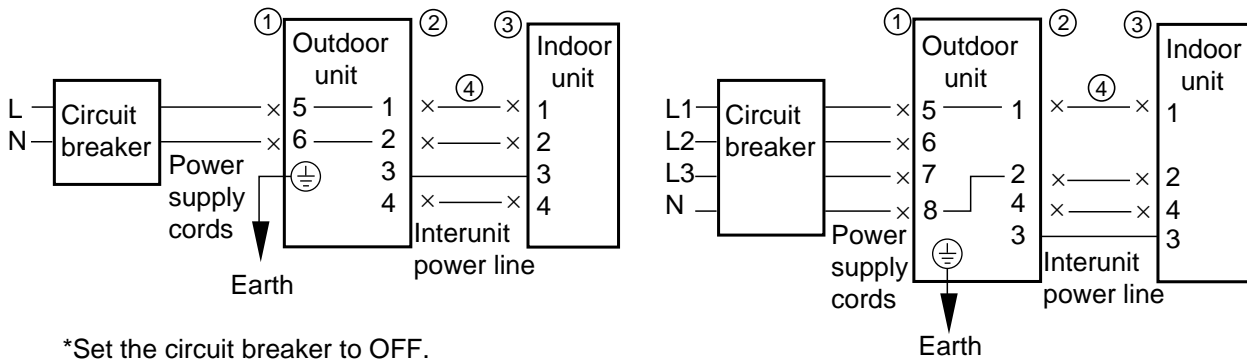 ① ② ③
Outdoor unit
Indoor unit
L
N
Circuit breaker
5 1
6 2
3
4
④
1
2
3
4
Power supply cords
Interunit power line
Earth
① ② ③
Outdoor unit
Indoor unit
L1
L2
L3
N
Circuit breaker
5 1
6
7
8
2
4
3
④
1
2
4
3
Power supply cords
Interunit power line
Earth
*Set the circuit breaker to OFF.